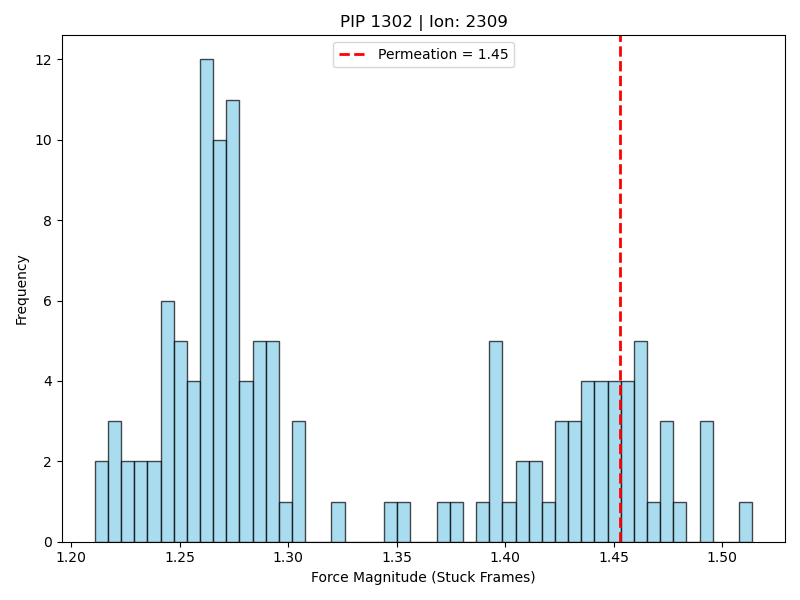 PIP 1302 | Ion: 2309
Permeation = 1.45
12
10
8
6
4
2
0
Frequency
1.20 1.25 1.30 1.35 1.40 1.45 1.50
Force Magnitude (Stuck Frames)